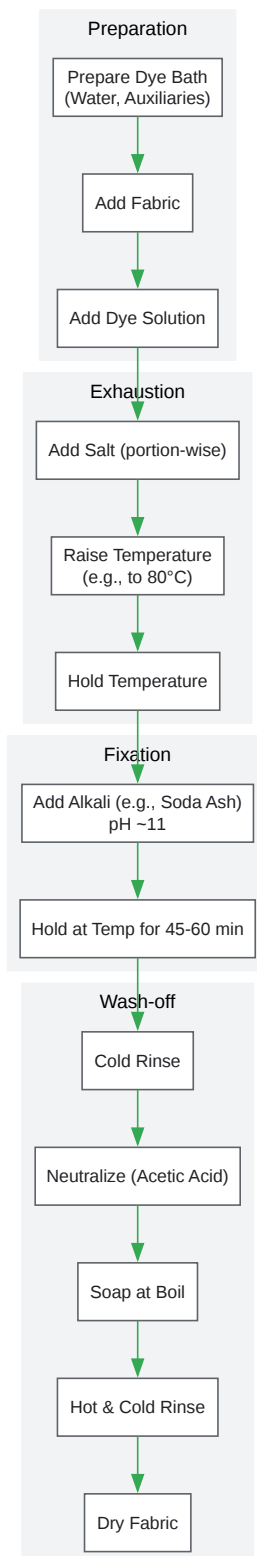 Preparation
Prepare Dye Bath
(Water, Auxiliaries)
Add Fabric
Add Dye Solution
Exhaustion
Add Salt (portion-wise)
Raise Temperature
(e.g., to 80°C)
Hold Temperature
Fixation
Add Alkali (e.g., Soda Ash)
pH ~11
Hold at Temp for 45-60 min
Wash-off
Cold Rinse
Neutralize (Acetic Acid)
Soap at Boil
Hot & Cold Rinse
Dry Fabric